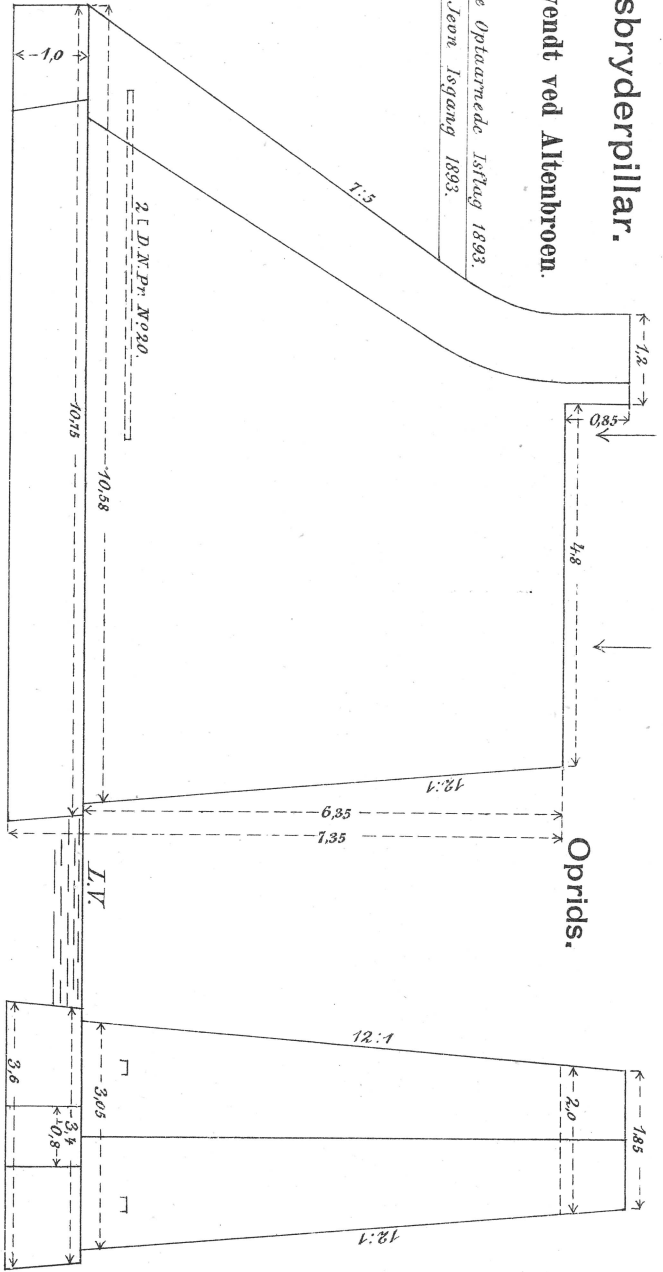 sbryderpillar.
vendt ved Altenbroen.
Optaarnede Isflag 1893.
Jevn Isgang 1893.
1,2
0,85
7:5
4,8
1,0
2 [ D.N.Pr. No 20.
10,58
10,75
12:1
6,35
7,35
Oprids.
L.V.
12:1
1,85
2,0
3,05
3,4
0,8
3,6
12:1